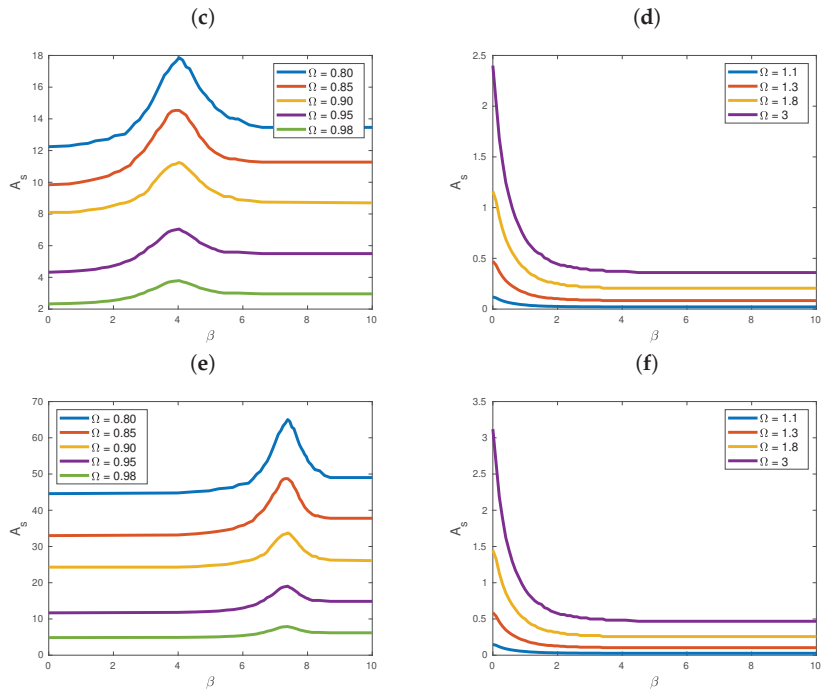 (c)
18
16
14
12
10
8
6
4
2
A_s
0
2
4
6
8
10
β
Ω = 0.80
Ω = 0.85
Ω = 0.90
Ω = 0.95
Ω = 0.98
(d)
2.5
2
1.5
1
0.5
0
A_s
0
2
4
6
8
10
β
Ω = 1.1
Ω = 1.3
Ω = 1.8
Ω = 3
(e)
70
60
50
40
30
20
10
0
A_s
0
2
4
6
8
10
β
Ω = 0.80
Ω = 0.85
Ω = 0.90
Ω = 0.95
Ω = 0.98
(f)
3.5
3
2.5
2
1.5
1
0.5
0
A_s
0
2
4
6
8
10
β
Ω = 1.1
Ω = 1.3
Ω = 1.8
Ω = 3